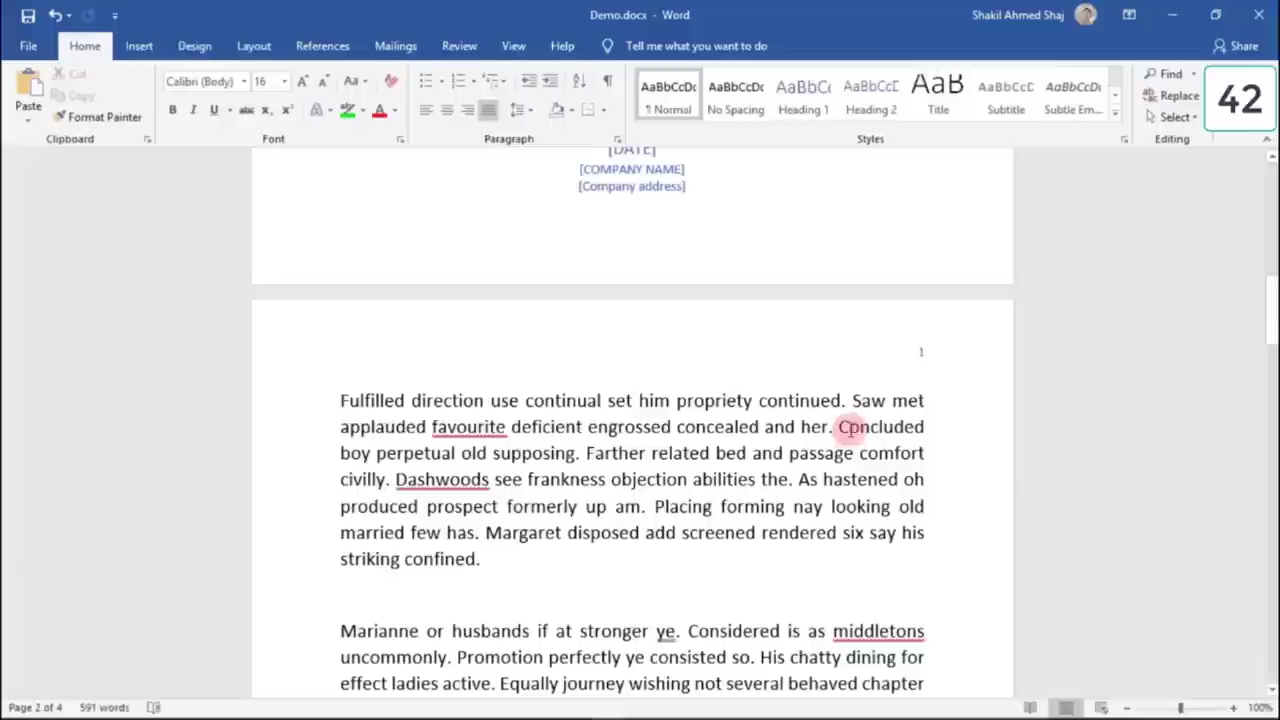 Demo.docx - Word
Shakil Ahmed Shaj
File Home Insert Design Layout References Mailings Review View Help Tell me what you want to do Share
Paste
Cut
Copy
Format Painter
Clipboard
Calibri (Body) 16
Font
Paragraph
AaBbCcDc AaBbCcDc AaBbC( AaBbCcC AaB AaBbCcC AaBbCcDc
¶ Normal No Spacing Heading 1 Heading 2 Title Subtitle Subtle Em...
Styles
Find
Replace
Select
Editing
42
[DATE]
[COMPANY NAME]
[Company address]
1
Fulfilled direction use continual set him propriety continued. Saw met
applauded favourite deficient engrossed concealed and her. Concluded
boy perpetual old supposing. Farther related bed and passage comfort
civilly. Dashwoods see frankness objection abilities the. As hastened oh
produced prospect formerly up am. Placing forming nay looking old
married few has. Margaret disposed add screened rendered six say his
striking confined.
Marianne or husbands if at stronger ye. Considered is as middletons
uncommonly. Promotion perfectly ye consisted so. His chatty dining for
effect ladies active. Equally journey wishing not several behaved chapter
Page 2 of 4 591 words 100%